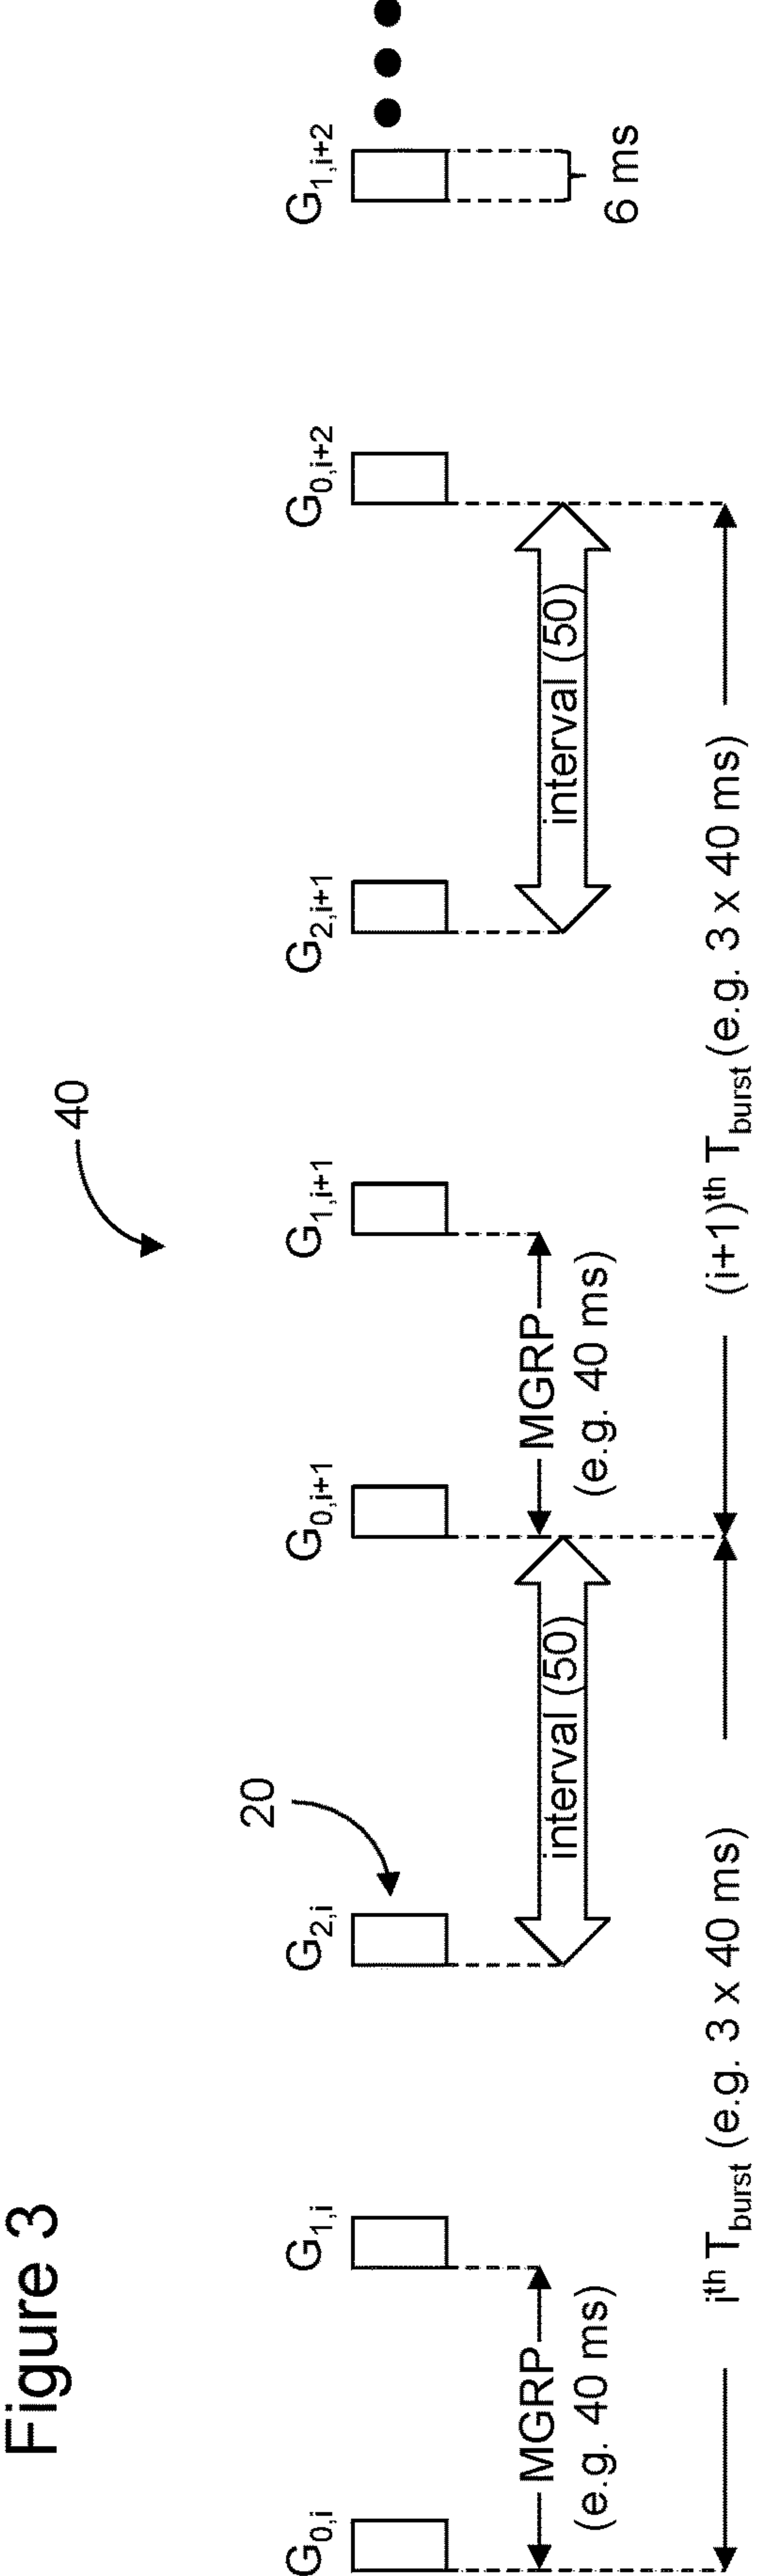 Figure 3
40
20
G0,i
G1,i
G2,i
G0,i+1
G1,i+1
G2,i+1
G0,i+2
G1,i+2
MGRP
(e.g. 40 ms)
interval (50)
MGRP
(e.g. 40 ms)
interval (50)
6 ms
ith Tburst (e.g. 3 x 40 ms)
(i+1)th Tburst (e.g. 3 x 40 ms)